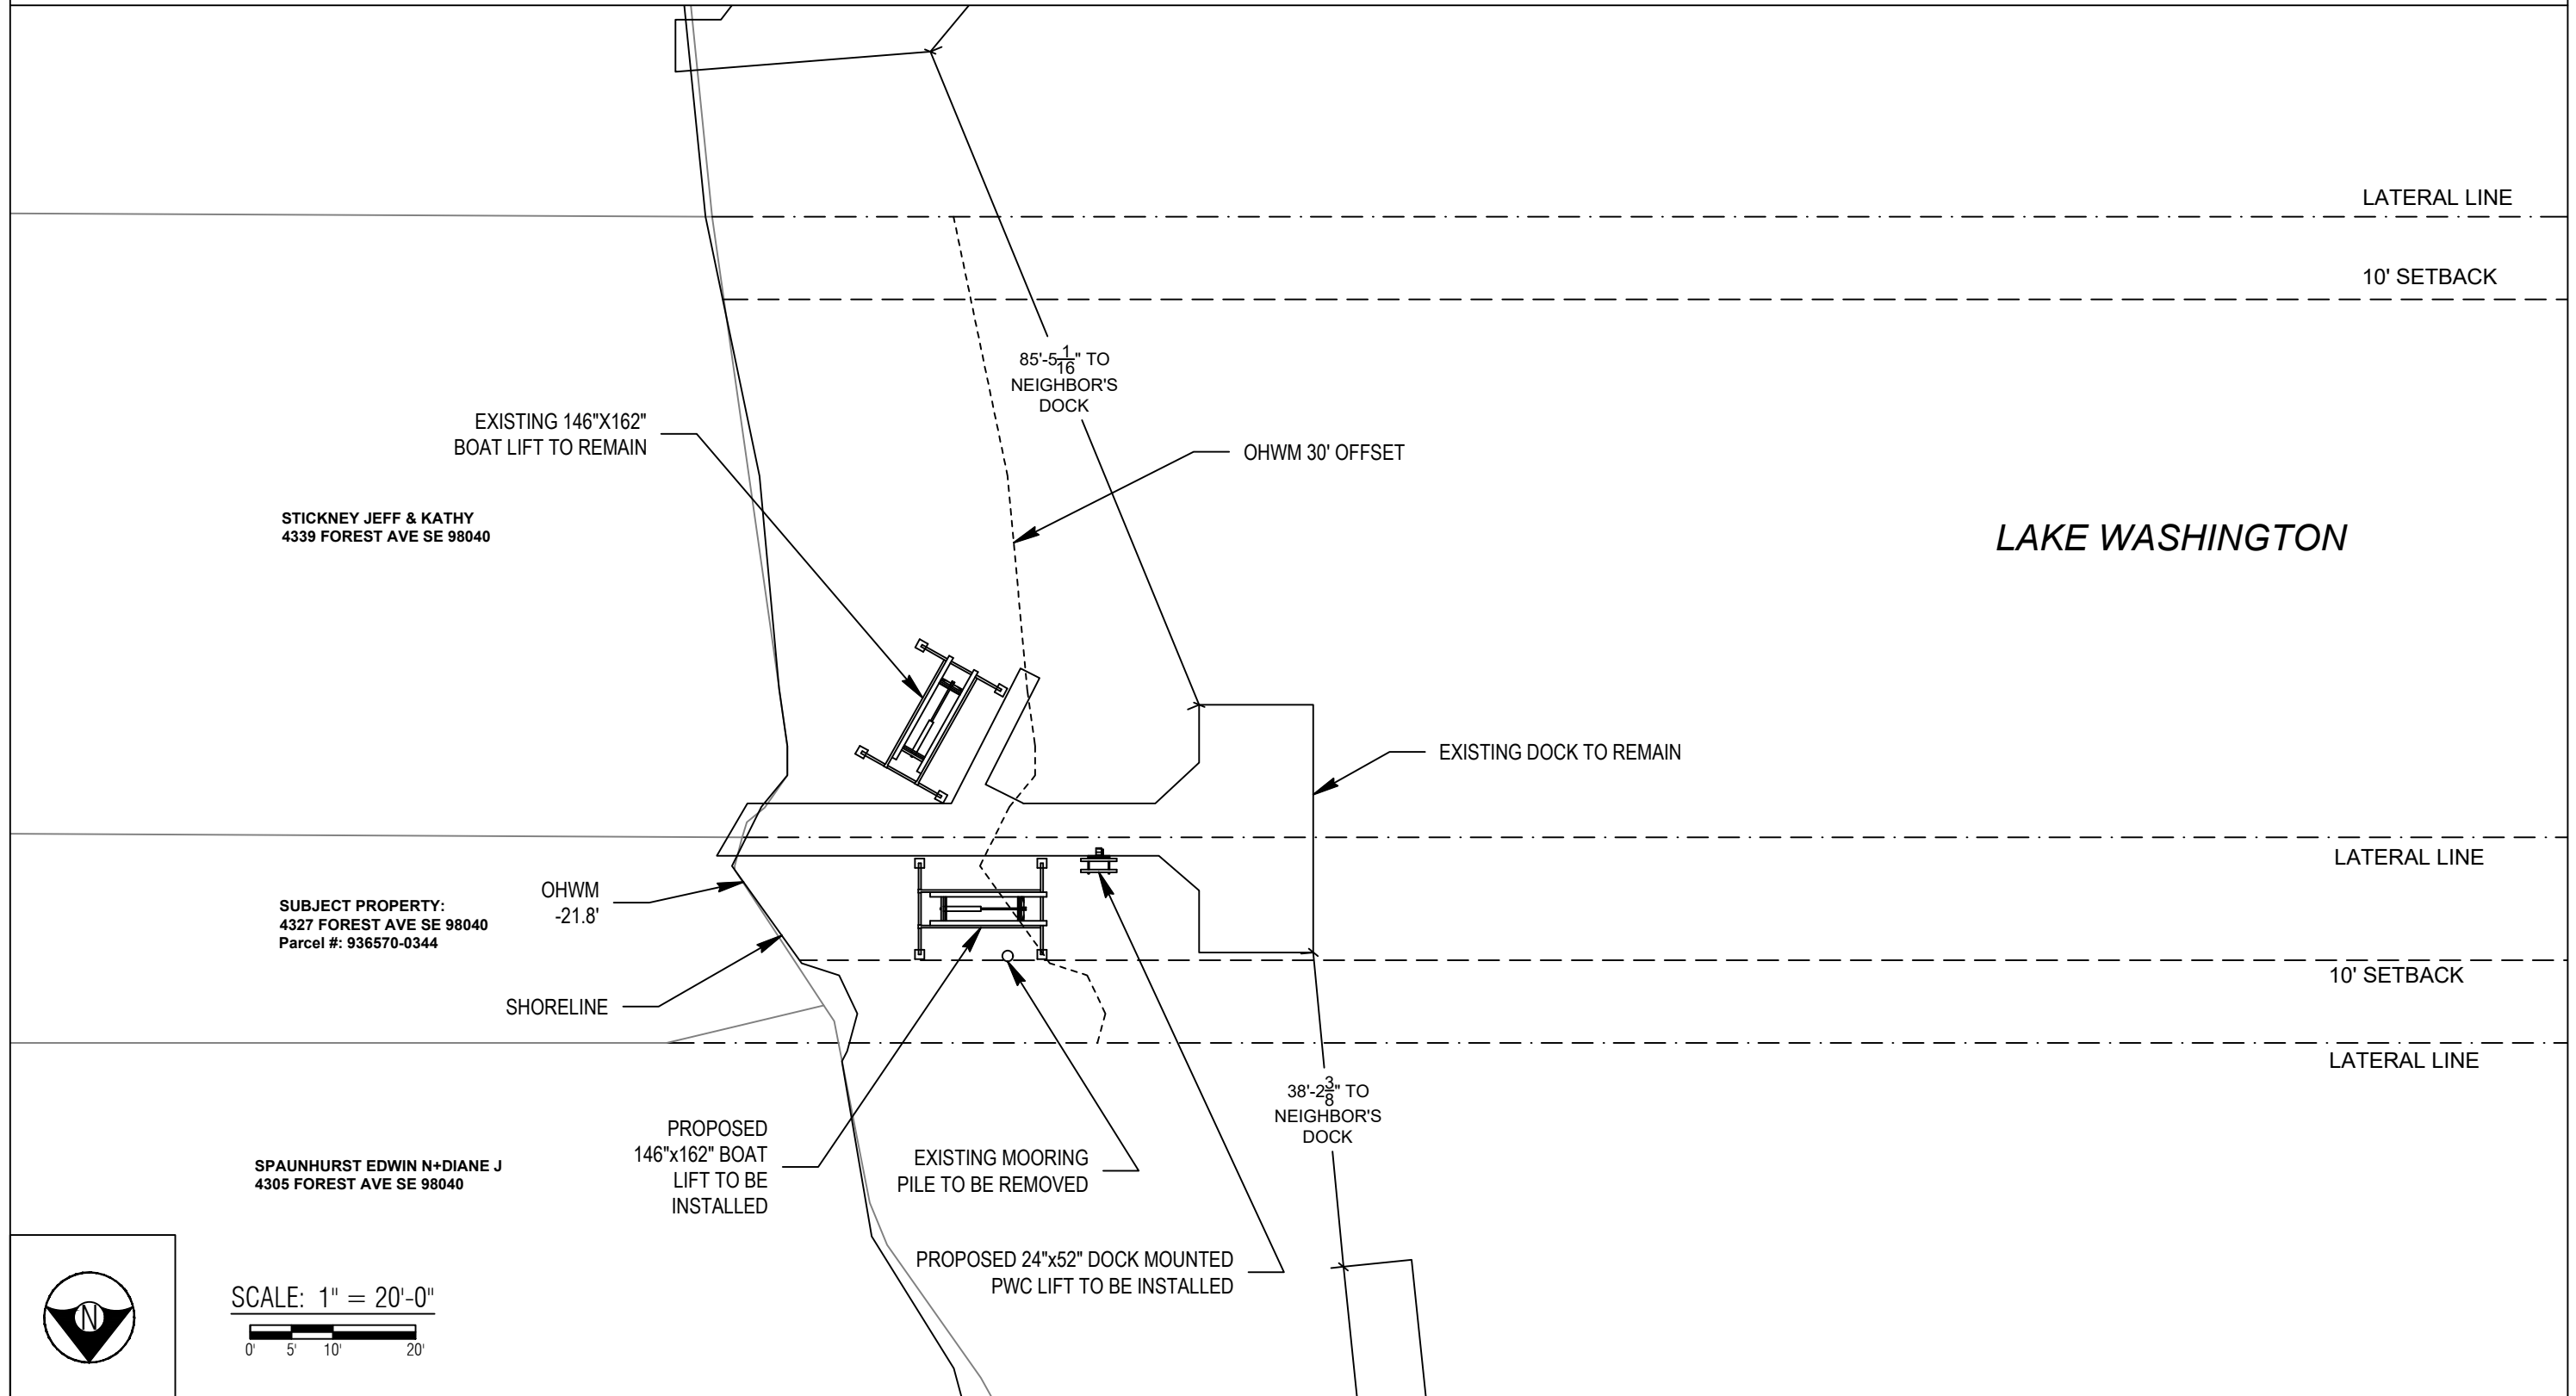 LATERAL LINE
10' SETBACK
85'-5 1/16" TO
NEIGHBOR'S
DOCK
EXISTING 146"X162"
BOAT LIFT TO REMAIN
OHWM 30' OFFSET
STICKNEY JEFF & KATHY
4339 FOREST AVE SE 98040
LAKE WASHINGTON
EXISTING DOCK TO REMAIN
LATERAL LINE
OHWM
-21.8'
SUBJECT PROPERTY:
4327 FOREST AVE SE 98040
Parcel #: 936570-0344
10' SETBACK
SHORELINE
LATERAL LINE
38'-2 3/8" TO
NEIGHBOR'S
DOCK
PROPOSED
146"x162" BOAT
LIFT TO BE
INSTALLED
EXISTING MOORING
PILE TO BE REMOVED
SPAUNHURST EDWIN N+DIANE J
4305 FOREST AVE SE 98040
PROPOSED 24"x52" DOCK MOUNTED
PWC LIFT TO BE INSTALLED
N
SCALE: 1" = 20'-0"
0' 5' 10' 20'